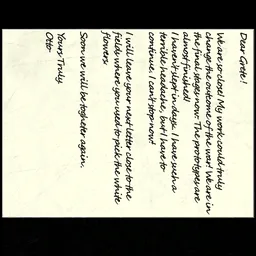 Dear Grete!
We are so close! My work could truly
change the outcome of the war! We are in
the final stages now. The prototypes are
almost finished!
I haven't slept in days. I have such a
terrible headache, but I have to
continue. I can't stop now!
I will leave your next letter close to the
fields where you used to pick the white
flowers
Soon we will be togheter again.
Yours Truly
Otto